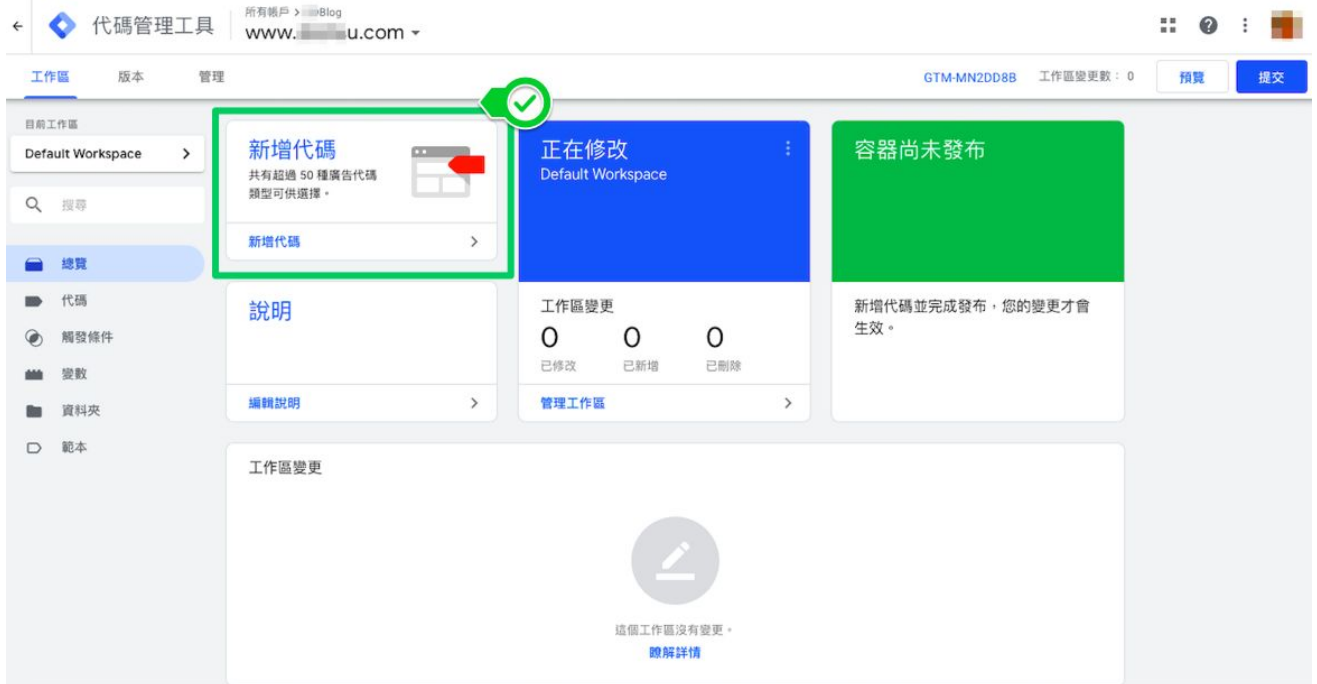 所有帳戶 > Blog
代碼管理工具
www. u.com
工作區
版本
管理
GTM-MN2DD8B
工作區變更數：0
預覽
提交
目前工作區
Default Workspace
搜尋
總覽
代碼
觸發條件
變數
資料夾
範本
新增代碼
共有超過 50 種廣告代碼
類型可供選擇。
新增代碼
正在修改
Default Workspace
容器尚未發布
說明
編輯說明
工作區變更
0 0 0
已修改 已新增 已刪除
管理工作區
新增代碼並完成發布，您的變更才會
生效。
工作區變更
這個工作區沒有變更。
瞭解詳情